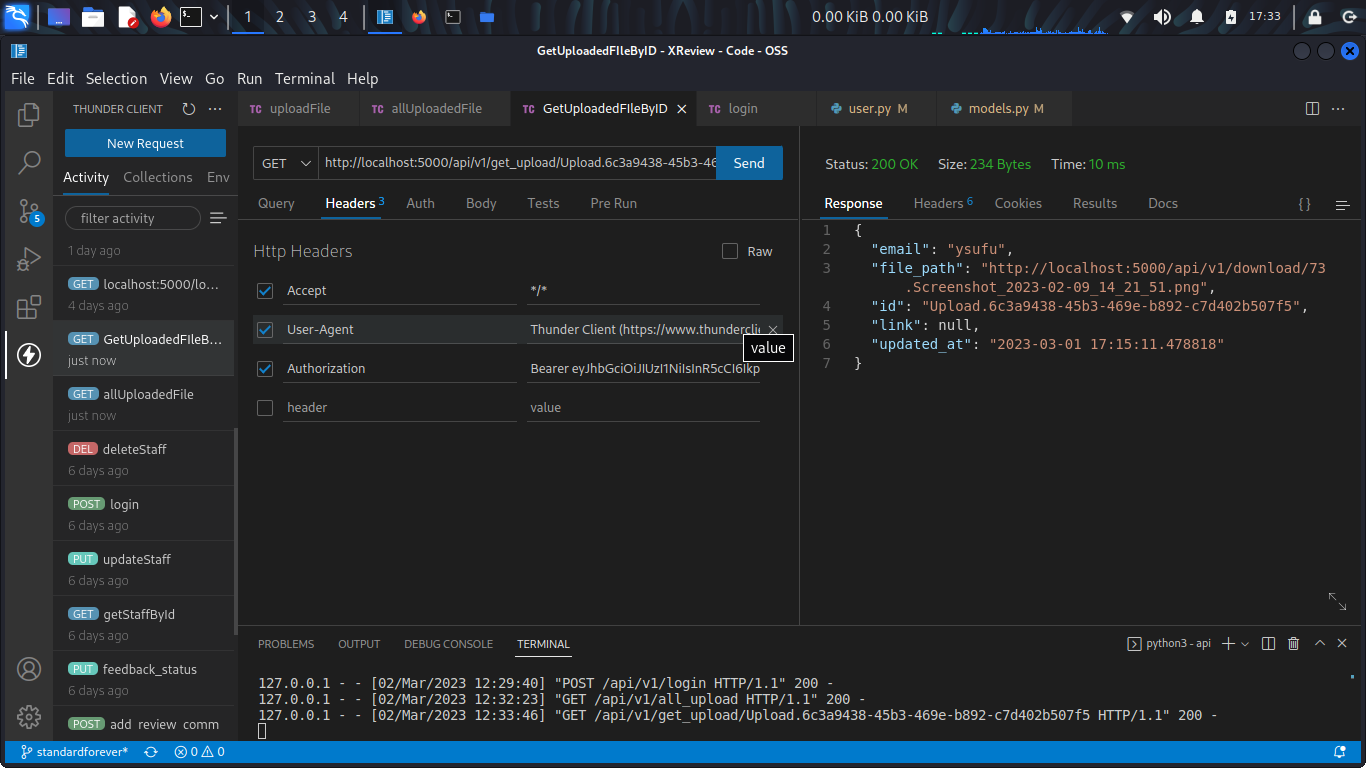 1 2 3 4 0.00 KiB 0.00 KiB 17:33
GetUploadedFIleByID - XReview - Code - OSS
File Edit Selection View Go Run Terminal Help
THUNDER CLIENT
New Request
Activity Collections Env
filter activity
1 day ago
GET localhost:5000/lo...
4 days ago
GET GetUploadedFIleB...
just now
GET allUploadedFile
just now
DEL deleteStaff
6 days ago
POST login
6 days ago
PUT updateStaff
6 days ago
GET getStaffById
6 days ago
PUT feedback_status
6 days ago
POST add review comm
5
TC uploadFile TC allUploadedFile TC GetUploadedFIleByID TC login user.py M models.py M
GET http://localhost:5000/api/v1/get_upload/Upload.6c3a9438-45b3-46 Send
Query Headers 3 Auth Body Tests Pre Run
Http Headers Raw
Accept */*
User-Agent Thunder Client (https://www.thunderclie
value
Authorization Bearer eyJhbGciOiJIUzI1NiIsInR5cCI6Ikp
header value
Status: 200 OK Size: 234 Bytes Time: 10 ms
Response Headers 6 Cookies Results Docs {}
1 {
2 "email": "ysufu",
3 "file_path": "http://localhost:5000/api/v1/download/73
.Screenshot_2023-02-09_14_21_51.png",
4 "id": "Upload.6c3a9438-45b3-469e-b892-c7d402b507f5",
5 "link": null,
6 "updated_at": "2023-03-01 17:15:11.478818"
7 }
PROBLEMS OUTPUT DEBUG CONSOLE TERMINAL python3 - api
127.0.0.1 - - [02/Mar/2023 12:29:40] "POST /api/v1/login HTTP/1.1" 200 -
127.0.0.1 - - [02/Mar/2023 12:32:23] "GET /api/v1/all_upload HTTP/1.1" 200 -
127.0.0.1 - - [02/Mar/2023 12:33:46] "GET /api/v1/get_upload/Upload.6c3a9438-45b3-469e-b892-c7d402b507f5 HTTP/1.1" 200 -
standardforever* 0 0